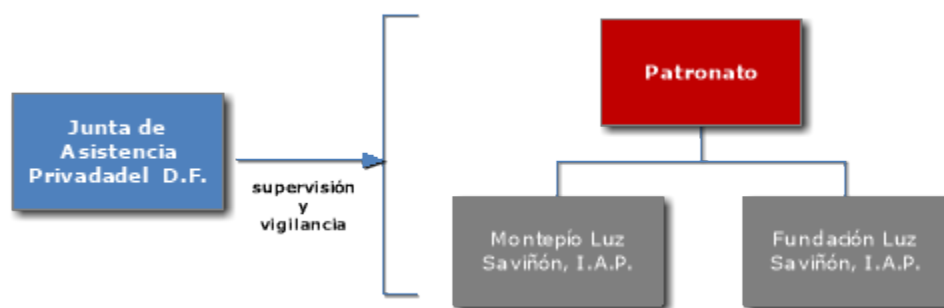 Junta de
Asistencia
Privadadel D.F.
supervisión
y
vigilancia
Patronato
Montepío Luz
Saviñón, I.A.P.
Fundación Luz
Saviñón, I.A.P.